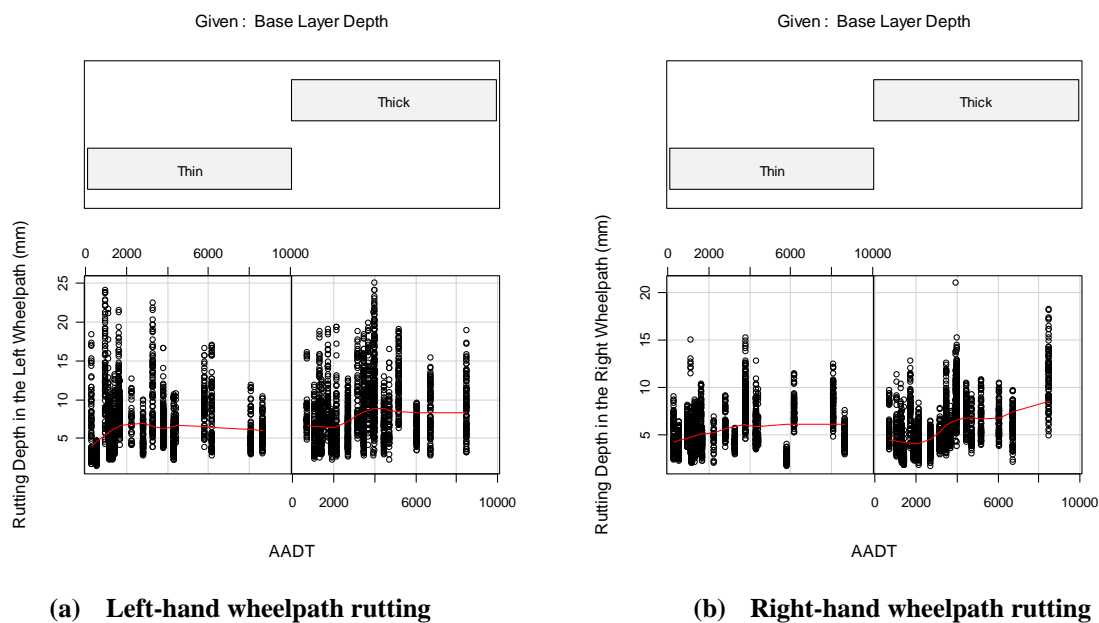 Given : Base Layer Depth
Thick
Thin
0 2000 6000 10000
Rutting Depth in the Left Wheelpath (mm)
25
20
15
10
5
0 2000 6000 10000
AADT
(a) Left-hand wheelpath rutting
Given : Base Layer Depth
Thick
Thin
0 2000 6000 10000
Rutting Depth in the Right Wheelpath (mm)
20
15
10
5
0 2000 6000 10000
AADT
(b) Right-hand wheelpath rutting